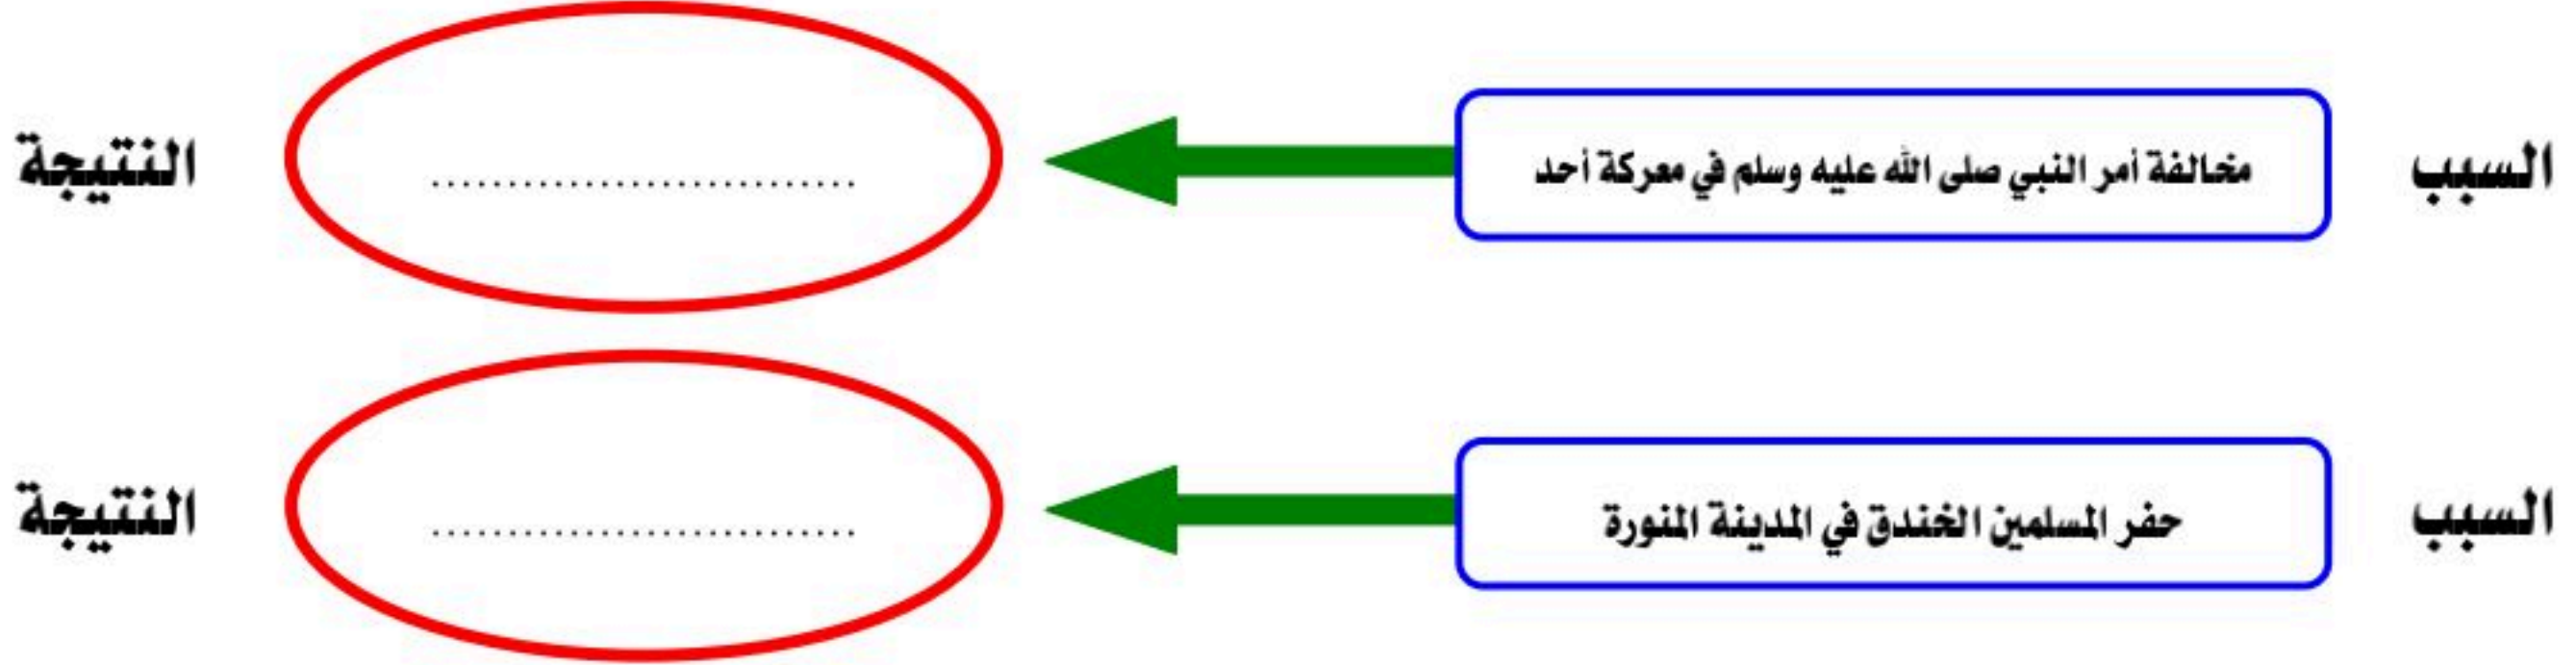 السبب
مخالفة أمر النبي صلى الله عليه وسلم في معركة أحد
............................
النتيجة
السبب
حفر المسلمين الخندق في المدينة المنورة
............................
النتيجة